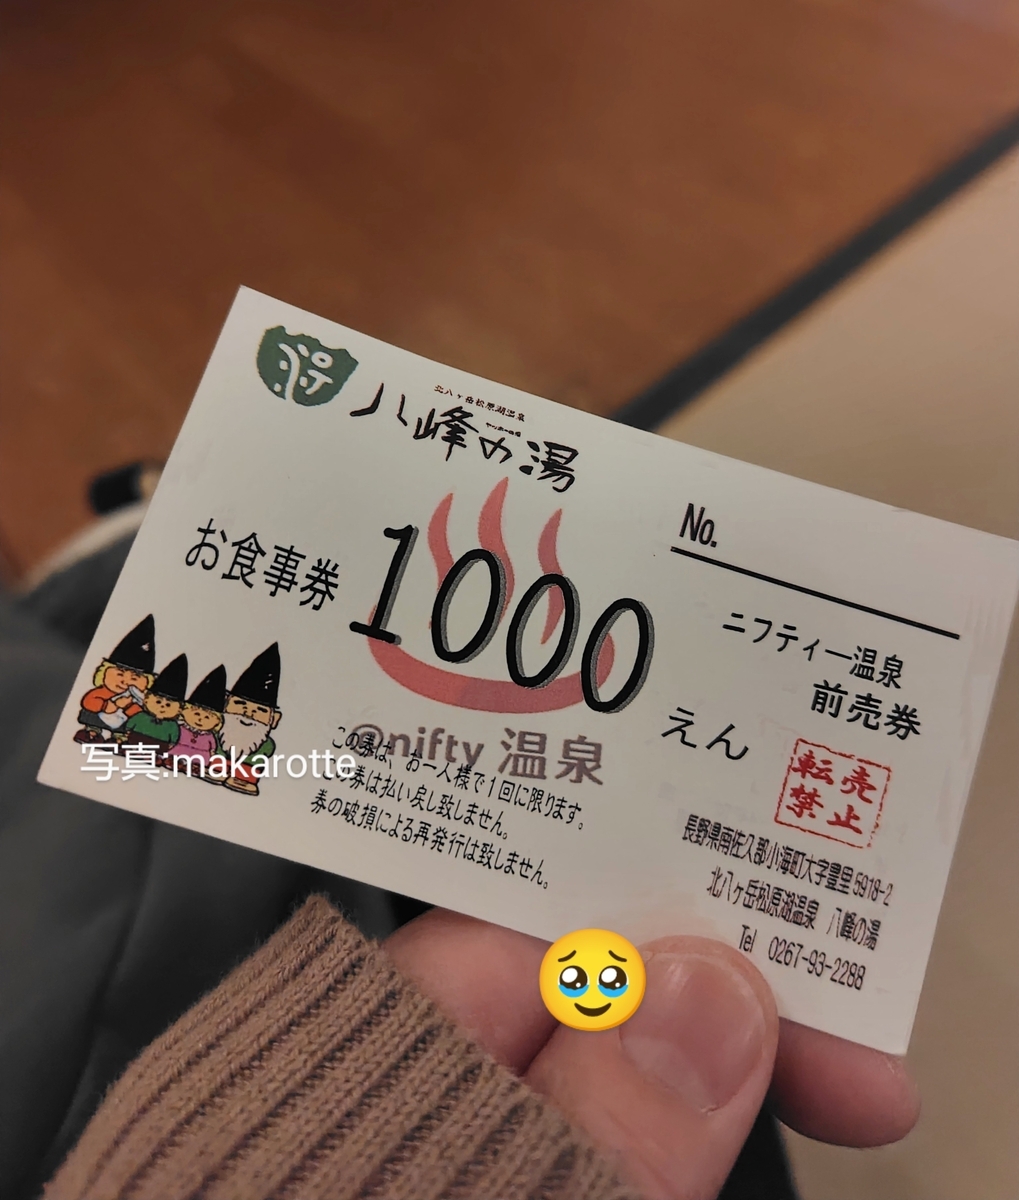 得
北八ヶ岳松原湖温泉
八峰の湯
お食事券
1000
えん
No.
ニフティー温泉
前売券
@nifty 温泉
この券は、お一人様で1回に限ります。
券は払い戻し致しません。
券の破損による再発行は致しません。
転売
禁止
長野県南佐久郡小海町大字豊里5918-2
北八ヶ岳松原湖温泉 八峰の湯
Tel 0267-93-2288
写真:makarotte